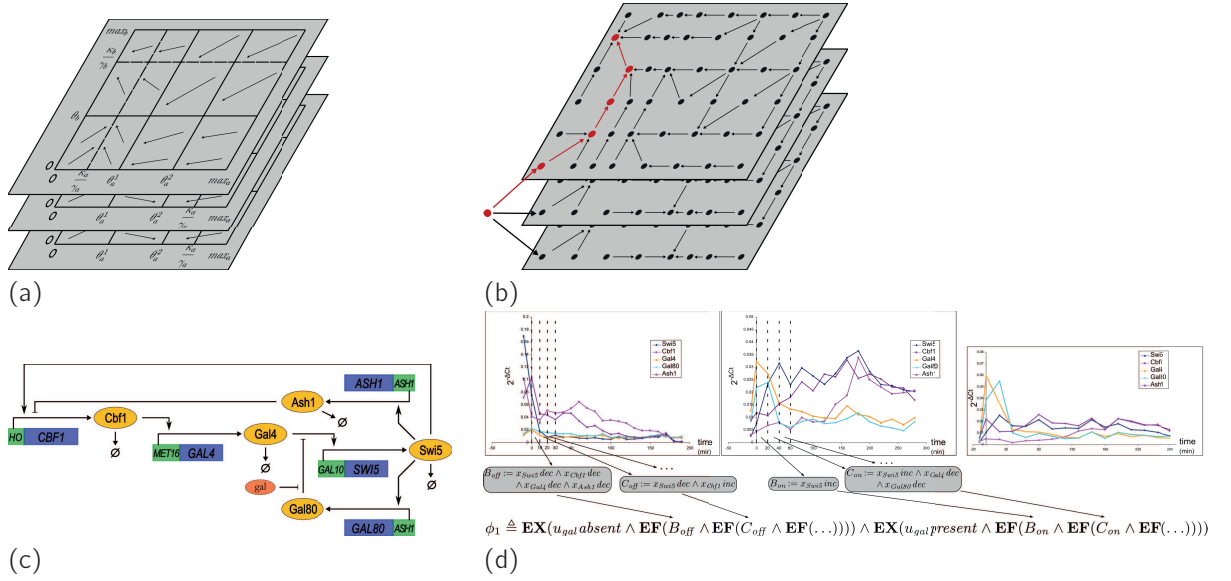 max_b
κ_b
γ_b
θ_b
0
0
κ_a
γ_a
θ_a^1
θ_a^2
max_a
0
0
θ_a^1
θ_a^2
κ_a
γ_a
max_a
0
0
θ_a^1
θ_a^2
κ_a
γ_a
max_a
(a)
(b)
ASH1 ASH1
Ash1
∅
HO CBF1
Cbf1
∅
MET16 GAL4
Gal4
∅
gal
Gal80
GAL10 SWI5
Swi5
∅
GAL80 ASH1
(c)
2^-ΔCt
Swi5
Cbf1
Gal4
Gal80
Ash1
time
(min)
2^-ΔCt
Cbf1
Gal4
Ash1
time
(min)
2^-ΔCt
Cbf1
Gal4
Gal80
Ash1
time
(min)
...
...
B_off := x_Swi5 dec ∧ x_Cbf1 dec
∧ x_Gal4 dec ∧ x_Ash1 dec
C_off := x_Swi5 dec ∧ x_Cbf1 inc
B_on := x_Swi5 inc
C_on := x_Swi5 inc ∧ x_Gal4 dec
∧ x_Gal80 dec
ϕ_1 ≜ EX(u_gal absent ∧ EF(B_off ∧ EF(C_off ∧ EF(...)))) ∧ EX(u_gal present ∧ EF(B_on ∧ EF(C_on ∧ EF(...))))
(d)